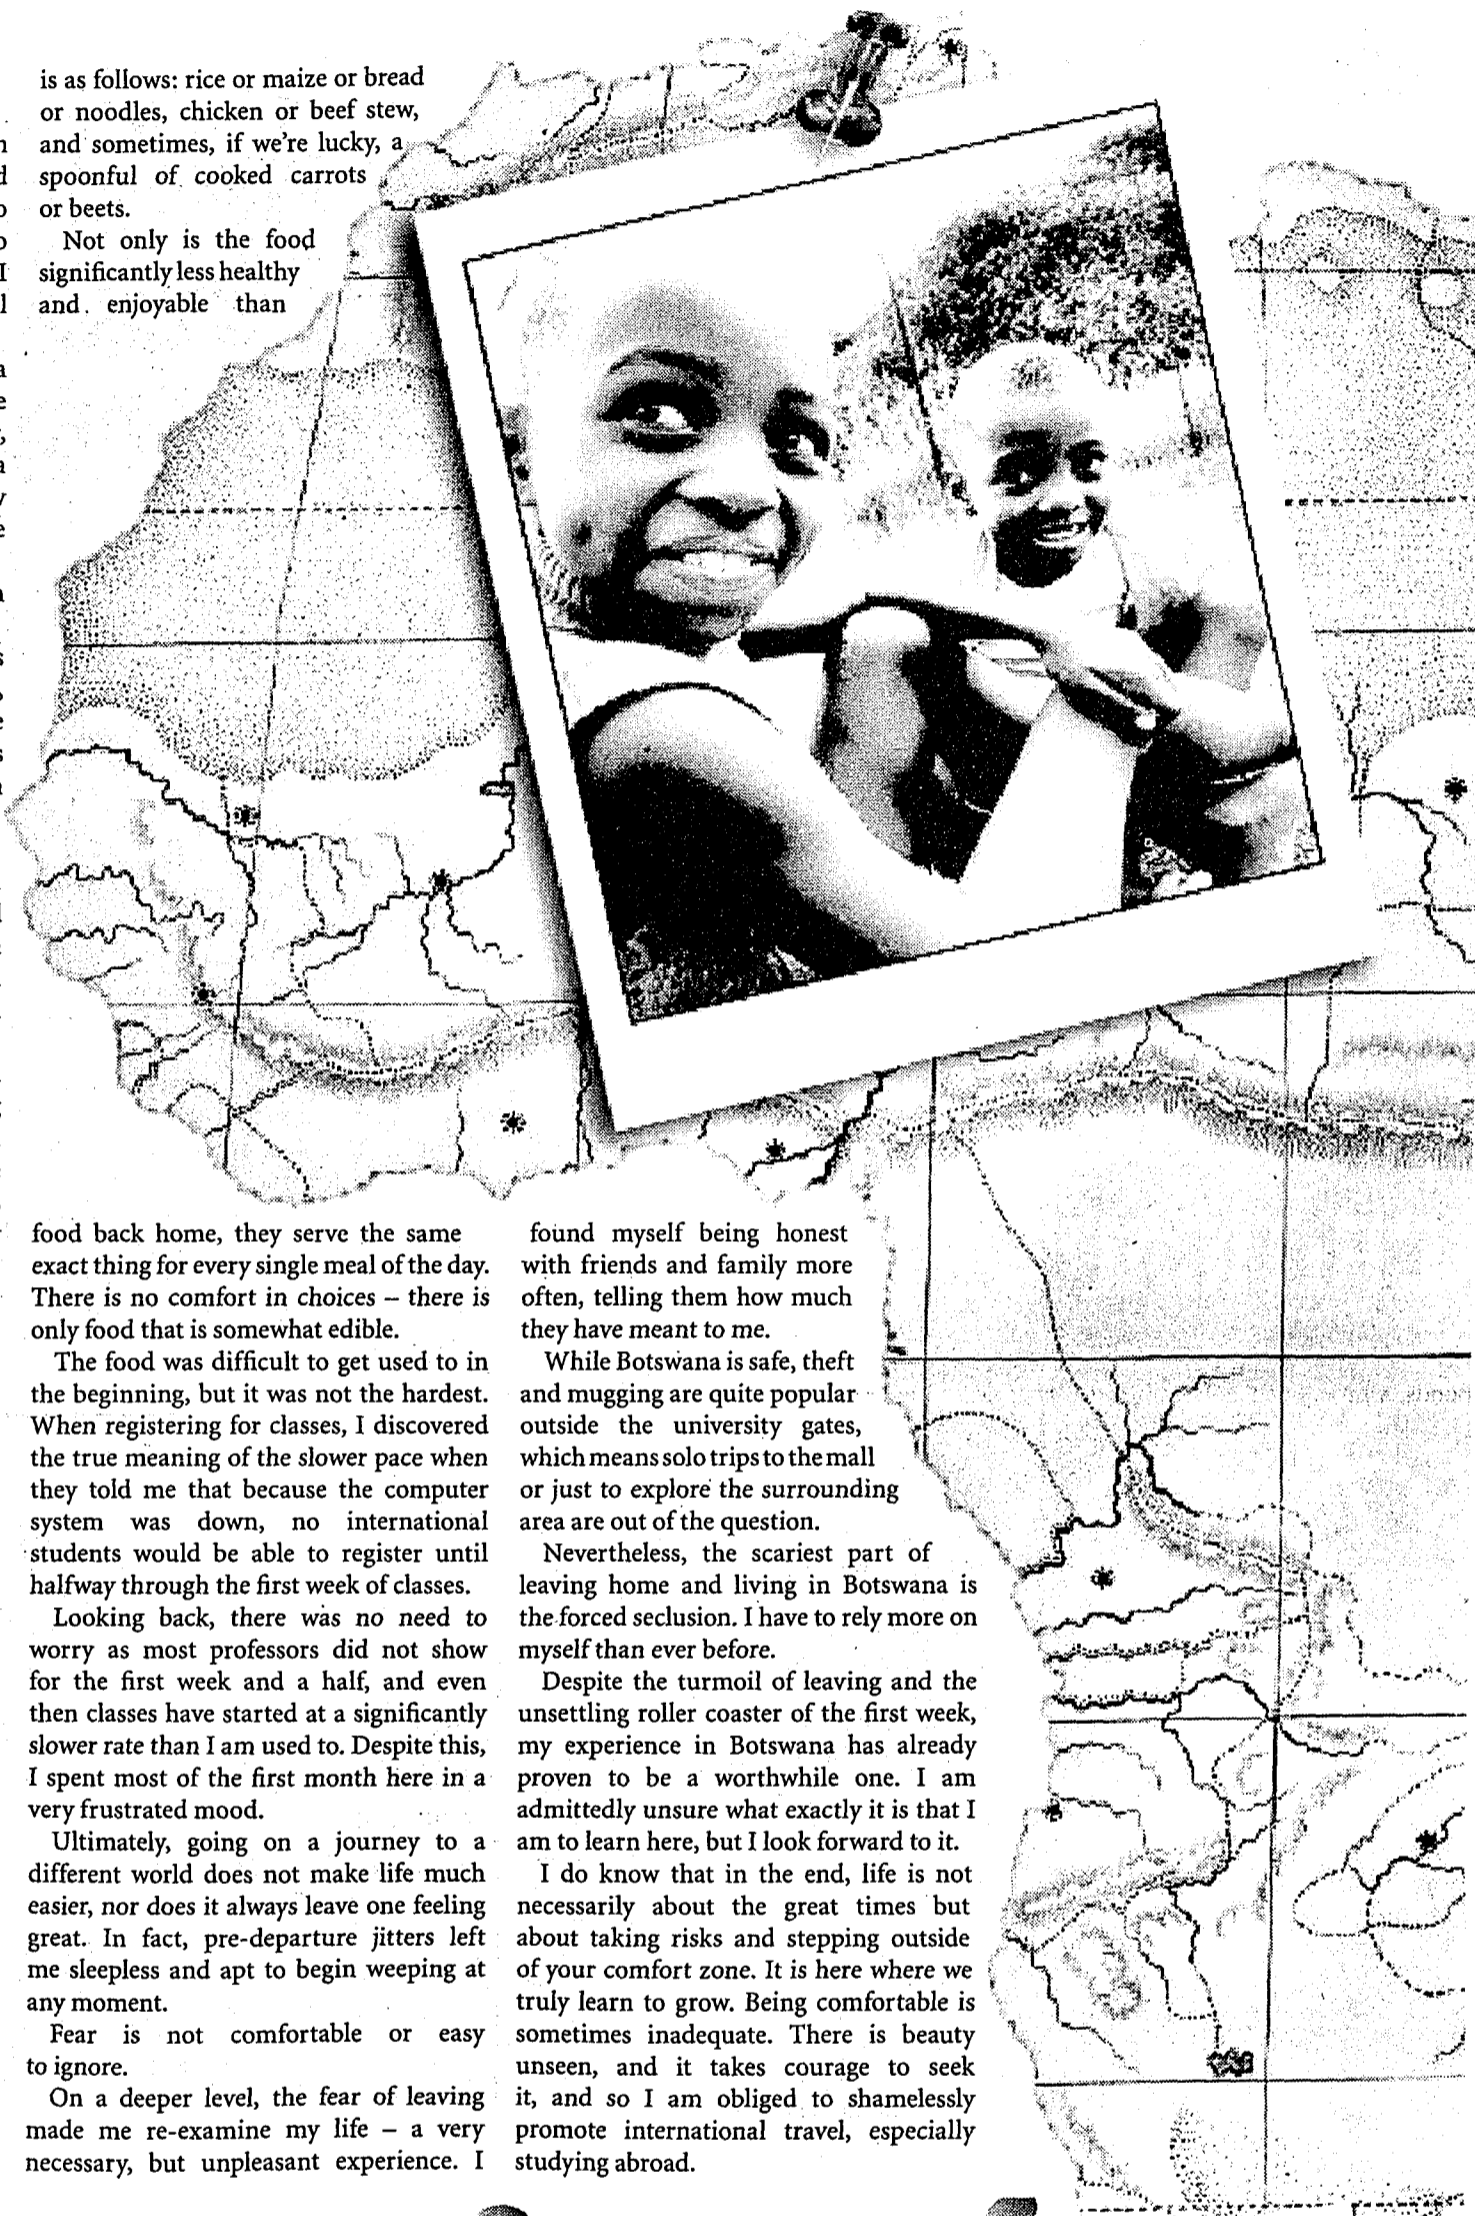 is as follows: rice or maize or bread
or noodles, chicken or beef stew,
and sometimes, if we're lucky, a
spoonful of cooked carrots
or beets.
Not only is the food
significantly less healthy
and enjoyable than
food back home, they serve the same
exact thing for every single meal of the day.
There is no comfort in choices – there is
only food that is somewhat edible.
The food was difficult to get used to in
the beginning, but it was not the hardest.
When registering for classes, I discovered
the true meaning of the slower pace when
they told me that because the computer
system was down, no international
students would be able to register until
halfway through the first week of classes.
Looking back, there was no need to
worry as most professors did not show
for the first week and a half, and even
then classes have started at a significantly
slower rate than I am used to. Despite this,
I spent most of the first month here in a
very frustrated mood.
Ultimately, going on a journey to a
different world does not make life much
easier, nor does it always leave one feeling
great. In fact, pre-departure jitters left
me sleepless and apt to begin weeping at
any moment.
Fear is not comfortable or easy
to ignore.
On a deeper level, the fear of leaving
made me re-examine my life – a very
necessary, but unpleasant experience. I
found myself being honest
with friends and family more
often, telling them how much
they have meant to me.
While Botswana is safe, theft
and mugging are quite popular
outside the university gates,
which means solo trips to the mall
or just to explore the surrounding
area are out of the question.
Nevertheless, the scariest part of
leaving home and living in Botswana is
the forced seclusion. I have to rely more on
myself than ever before.
Despite the turmoil of leaving and the
unsettling roller coaster of the first week,
my experience in Botswana has already
proven to be a worthwhile one. I am
admittedly unsure what exactly it is that I
am to learn here, but I look forward to it.
I do know that in the end, life is not
necessarily about the great times but
about taking risks and stepping outside
of your comfort zone. It is here where we
truly learn to grow. Being comfortable is
sometimes inadequate. There is beauty
unseen, and it takes courage to seek
it, and so I am obliged to shamelessly
promote international travel, especially
studying abroad.